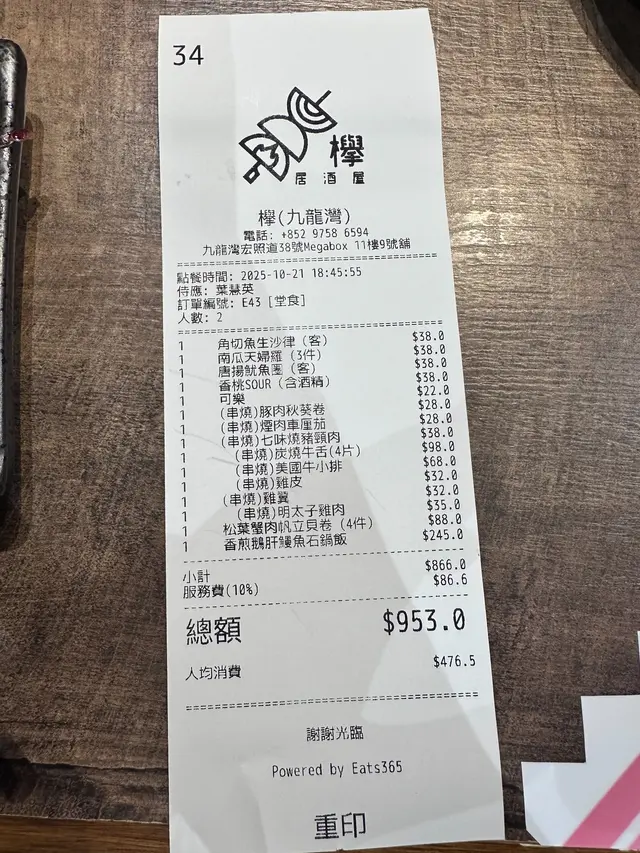 34
欅
居酒屋
欅(九龍灣)
電話: +852 9758 6594
九龍灣宏照道38號Megabox 11樓9號舖
點餐時間: 2025-10-21 18:45:55
侍應: 葉慧英
訂單編號: E43 [堂食]
人數: 2
1 角切魚生沙律（客） $38.0
1 南瓜天婦羅（3件） $38.0
1 唐揚魷魚圈（客） $38.0
1 香桃SOUR（含酒精） $38.0
1 可樂 $22.0
1 (串燒)豚肉秋葵卷 $28.0
1 (串燒)煙肉車厘茄 $28.0
1 (串燒)七味燒豬頸肉 $38.0
1 (串燒)炭燒牛舌(4片) $98.0
1 (串燒)美國牛小排 $68.0
1 (串燒)雞皮 $32.0
1 (串燒)雞翼 $32.0
1 (串燒)明太子雞肉 $35.0
1 松葉蟹肉帆立貝卷（4件） $88.0
1 香煎鵝肝鰻魚石鍋飯 $245.0
小計 $866.0
服務費(10%) $86.6
總額 $953.0
人均消費 $476.5
謝謝光臨
Powered by Eats365
重印